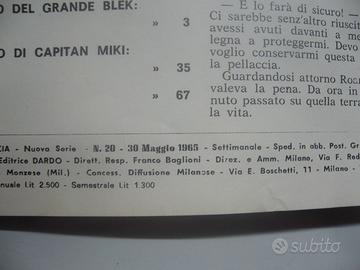 O DEL GRANDE BLEK:
» 3
O DI CAPITAN MIKI:
» 35
» 67
— E lo farà di sicuro! —
Ci sarebbe senz'altro riuscit
avessi avuti davanti a me
legna a proteggermi. Devo
voglio conservarmi questa
la pellaccia.
Guardandosi attorno Roa
valeva la pena. Da ora in
nuto passato su quella terra
la vita.
ZIA - Nuova Serie - N. 20 - 30 Maggio 1965 - Settimanale - Sped. in abb. Post. Gr
Editrice DARDO - Dirett. Resp. Franco Baglioni - Direz. e Amm. Milano, Via F. Red
Monzese (Mil.) - Concess. Diffusione Milanese - Via E. Boschetti, 11 - Milano -
nuale Lit 2.500 - Semestrale Lit 1.300
subito